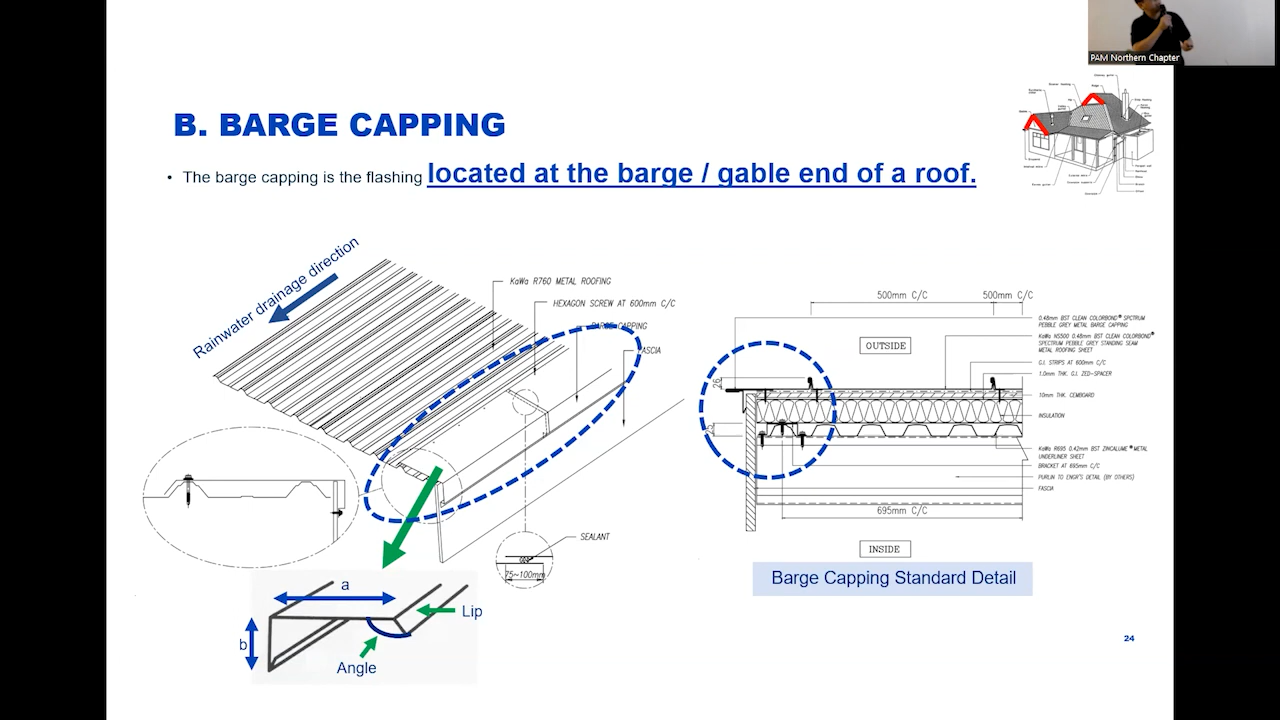 PAM Northern Chapter
B. BARGE CAPPING
• The barge capping is the flashing located at the barge / gable end of a roof.
Rainwater drainage direction
KaWa R760 METAL ROOFING
HEXAGON SCREW AT 600mm C/C
BARGE CAPPING
FASCIA
SEALANT
75~100mm
a
b
Lip
Angle
500mm C/C
500mm C/C
OUTSIDE
26
25
0.48mm BST CLEAN COLORBOND® SPCTRUM
PEBBLE GREY METAL BARGE CAPPING
KaWa NS500 0.48mm BST CLEAN COLORBOND®
SPECTRUM PEBBLE GREY STANDING SEAM
METAL ROOFING SHEET
G.I. STRIPS AT 600mm C/C
1.0mm THK. G.I. ZED-SPACER
10mm THK. CEMBOARD
INSULATION
KaWa R695 0.42mm BST ZINCALUME® METAL
UNDERLINER SHEET
BRACKET AT 695mm C/C
PURLIN TO ENGR'S DETAIL (BY OTHERS)
FASCIA
695mm C/C
INSIDE
Barge Capping Standard Detail
24